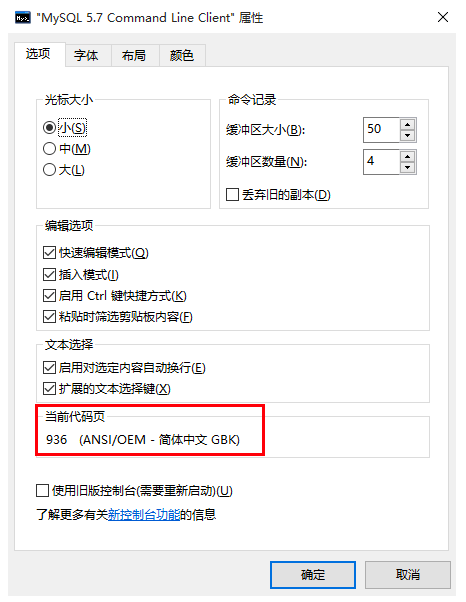 "MySQL 5.7 Command Line Client" 属性
选项
字体
布局
颜色
光标大小
小(S)
中(M)
大(L)
命令记录
缓冲区大小(B):
50
缓冲区数量(N):
4
丢弃旧的副本(D)
编辑选项
快速编辑模式(Q)
插入模式(I)
启用 Ctrl 键快捷方式(K)
粘贴时筛选剪贴板内容(F)
文本选择
启用对选定内容自动换行(E)
扩展的文本选择键(X)
当前代码页
936 (ANSI/OEM - 简体中文 GBK)
使用旧版控制台(需要重新启动)(U)
了解更多有关新控制台功能的信息
确定
取消